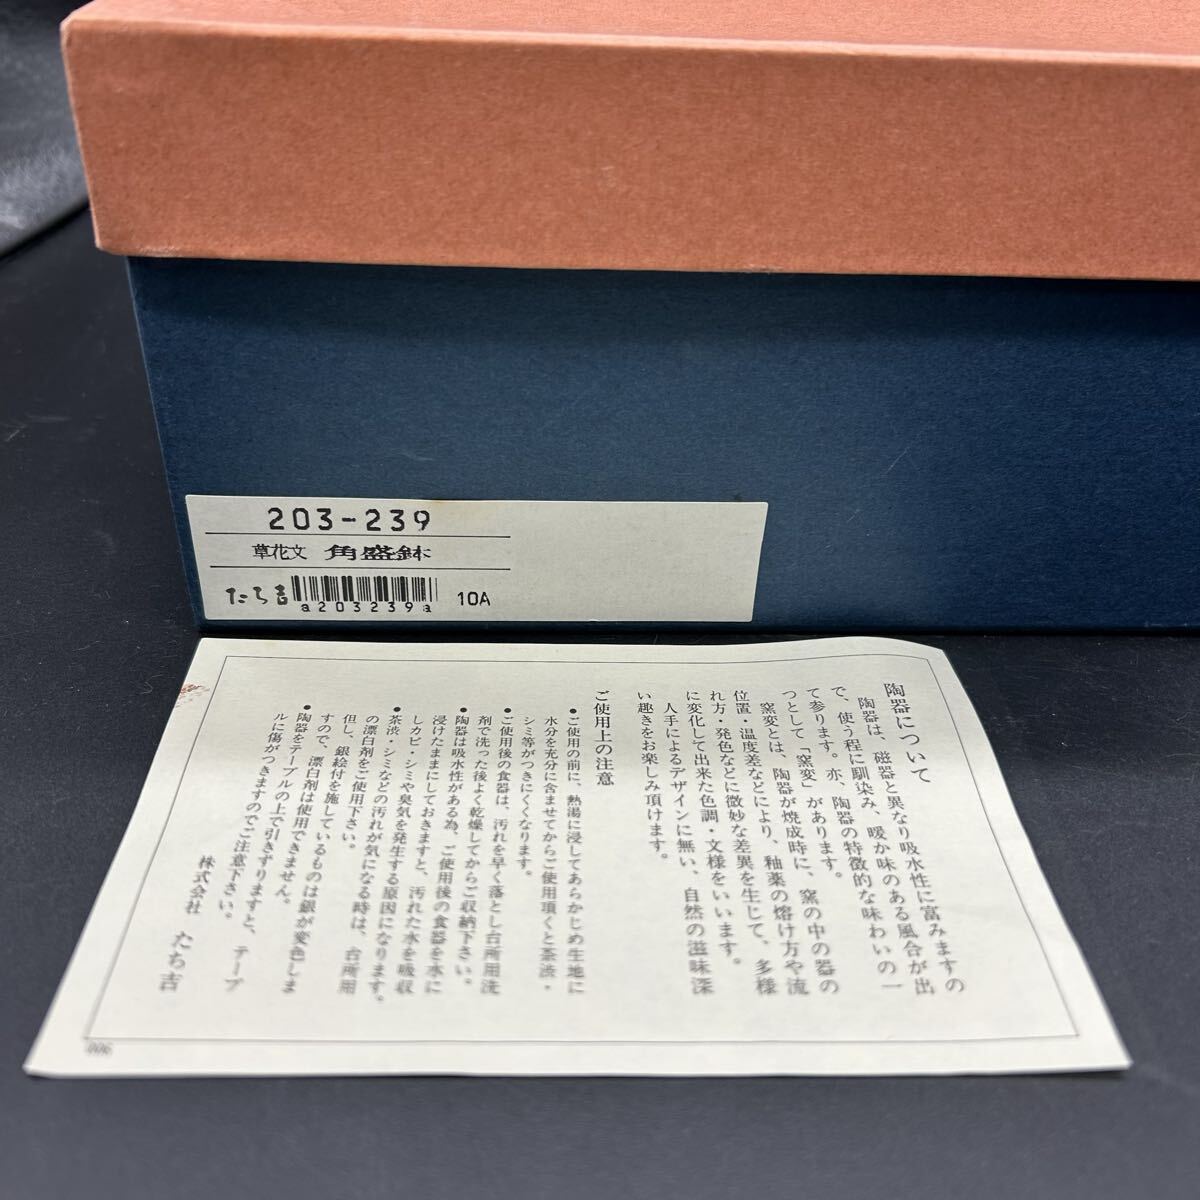 203-239
草花文 角盛鉢
たち吉
a203239a 10A
陶器について
陶器は、磁器と異なり吸水性に富みますの
で、使う程に馴染み、暖か味のある風合が出
て参ります。亦、陶器の特徴的な味わいの一
つとして「窯変」があります。
窯変とは、陶器が焼成時に、窯の中の器の
位置・温度差などにより、釉薬の熔け方や流
れ方・発色などに微妙な差異を生じて、多様
に変化して出来た色調・文様をいいます。
人手によるデザインに無い、自然の滋味深
い趣きをお楽しみ頂けます。
ご使用上の注意
●ご使用の前に、熱湯に浸してあらかじめ生地に
水分を充分に含ませてからご使用頂くと茶渋・
シミ等がつきにくくなります。
●ご使用後の食器は、汚れを早く落とし台所用洗
剤で洗った後よく乾燥してからご収納下さい。
●陶器は吸水性がある為、ご使用後の食器を水に
浸けたままにしておきますと、汚れた水を吸収
しカビ・シミや臭気を発生する原因になります。
●茶渋・シミなどの汚れが気になる時は、台所用
の漂白剤をご使用下さい。
但し、銀絵付を施しているものは銀が変色しま
すので、漂白剤は使用できません。
●陶器をテーブルの上で引きずりますと、テーブ
ルに傷がつきますのでご注意下さい。
株式会社 たち吉
006